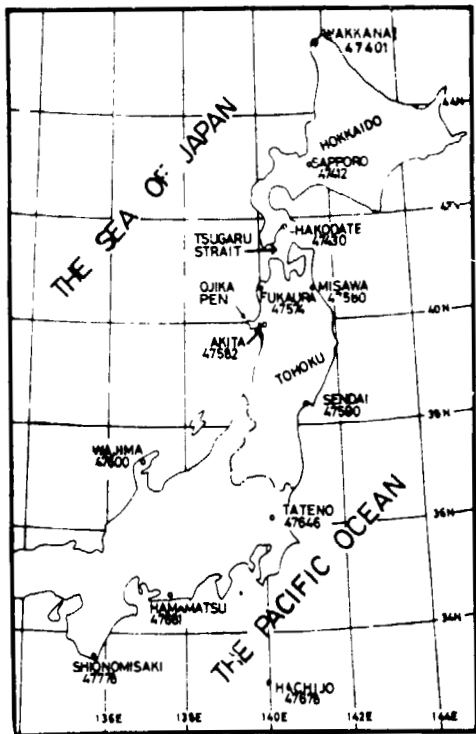 WAKKANAI
47401
44N
HOKKAIDO
THE SEA OF JAPAN
SAPPORO
47412
HAKODATE
47430
TSUGARU
STRAIT
OJIKA
PEN
FUKAURA
47574
MISAWA
47580
40N
AKITA
47582
TOHOKU
SENDAI
47590
38N
WAJIMA
47600
36N
TATENO
47646
THE PACIFIC OCEAN
HAMAMATSU
47681
34N
SHIONOMISAKI
47778
HACHIJO
47678
136E
138E
140E
142E
144E